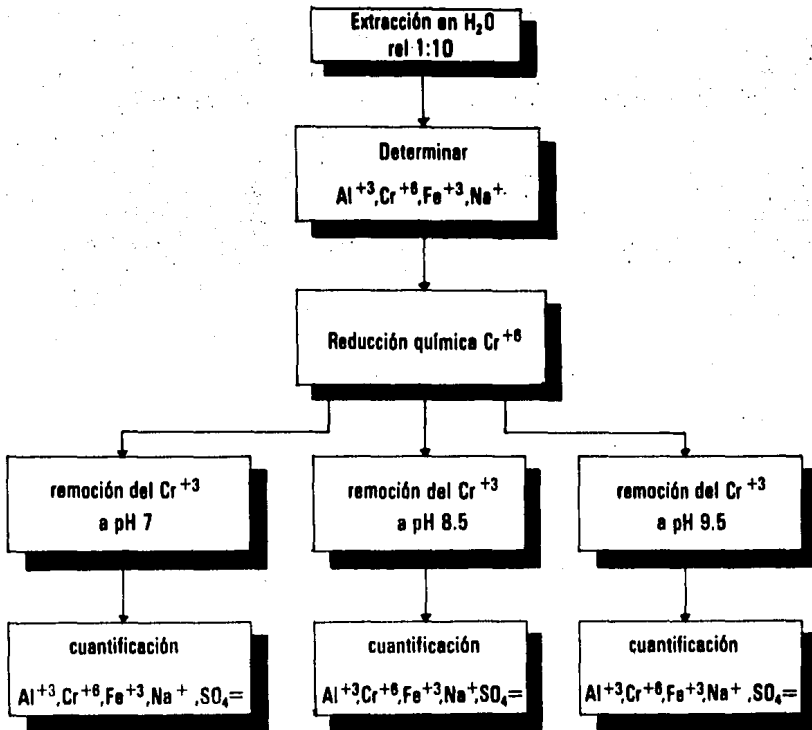 Extracción en H₂O
rel 1:10
Determinar
Al⁺³,Cr⁺⁶,Fe⁺³,Na⁺
Reducción química Cr⁺⁶
remoción del Cr⁺³
a pH 7
remoción del Cr⁺³
a pH 8.5
remoción del Cr⁺³
a pH 9.5
cuantificación
Al⁺³,Cr⁺⁶,Fe⁺³,Na⁺ ,SO₄=
cuantificación
Al⁺³,Cr⁺⁶,Fe⁺³,Na⁺,SO₄=
cuantificación
Al⁺³,Cr⁺⁶,Fe⁺³,Na⁺ ,SO₄=